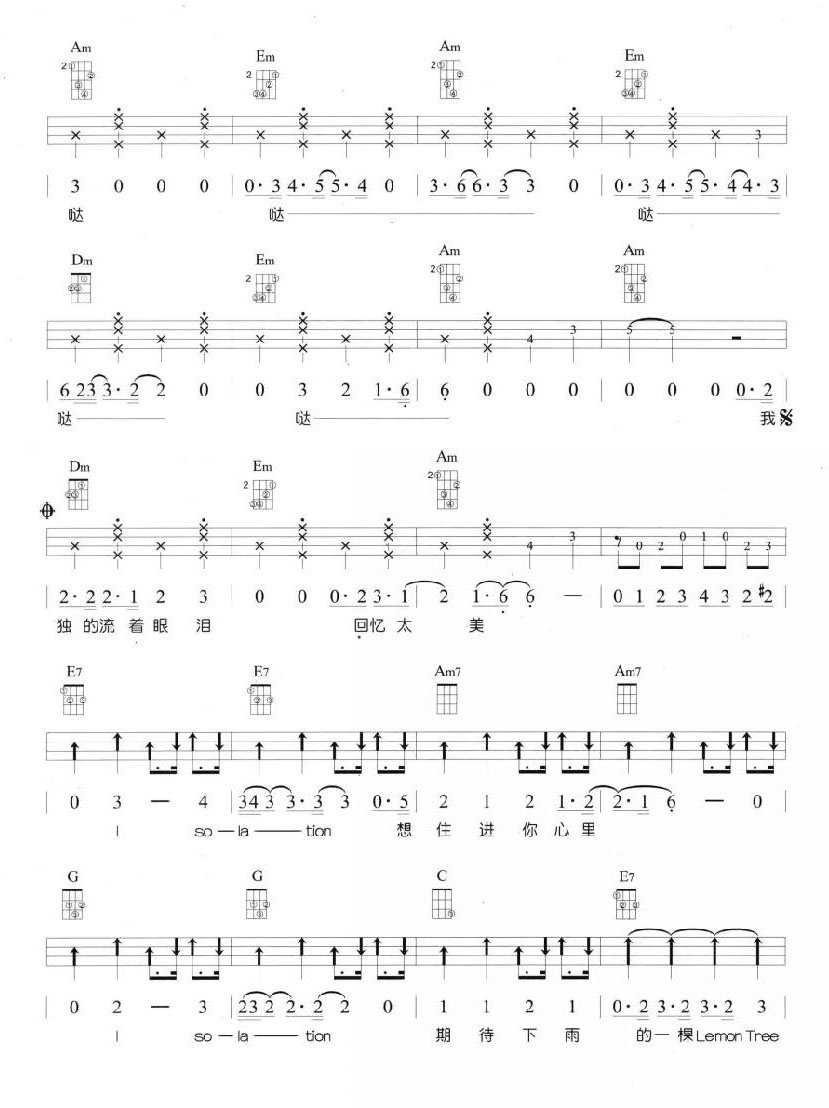 Am Em Am Em
3 0 0 0 | 0·3 4·5 5·4 0 | 3·6 6·3 3 0 | 0·3 4·5 5·4 4·3
哒 哒 哒
Dm Em Am Am
6 23 3·2 2 0 | 0 3 2 1·6 | 6 0 0 0 | 0 0 0 0·2
哒 哒 我
Dm Em Am
2·2 2·1 2 3 | 0 0 0·2 3·1 | 2 1·6 6 — | 0 1 2 3 4 3 2 #2
独 的流 着 眼 泪 回忆 太 美
E7 E7 Am7 Am7
0 3 — 4 | 34 3 3·3 3 0·5 | 2 1 2 1·2 | 2·1 6 — 0
I so—la——tion 想 住 进 你 心 里
G G C E7
0 2 — 3 | 23 2 2·2 2 0 | 1 1 2 1 | 0·2 3·2 3·2 3
I so—la——tion 期 待 下 雨 的一 棵 Lemon Tree